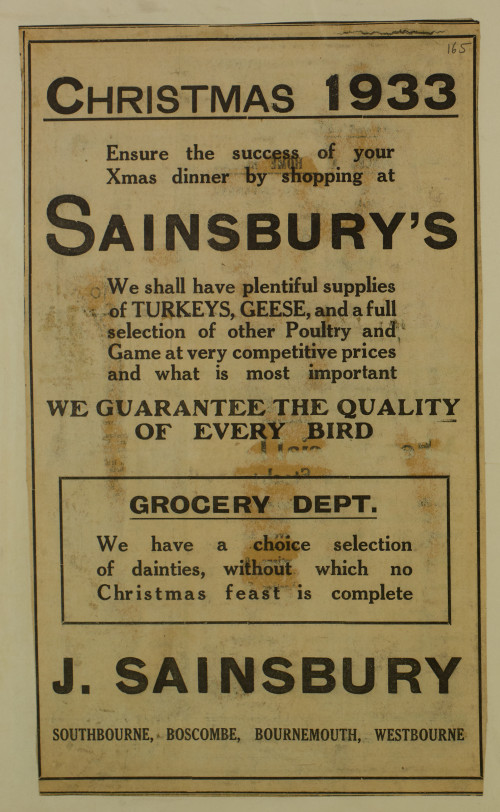 165
CHRISTMAS 1933
Ensure the success of your
Xmas dinner by shopping at
SAINSBURY'S
We shall have plentiful supplies
of TURKEYS, GEESE, and a full
selection of other Poultry and
Game at very competitive prices
and what is most important
WE GUARANTEE THE QUALITY
OF EVERY BIRD
GROCERY DEPT.
We have a choice selection
of dainties, without which no
Christmas feast is complete
J. SAINSBURY
SOUTHBOURNE, BOSCOMBE, BOURNEMOUTH, WESTBOURNE